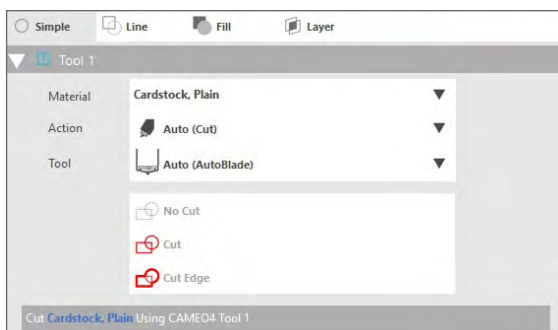 Simple Line Fill Layer
1 Tool 1
Material Cardstock, Plain
Action Auto (Cut)
Tool Auto (AutoBlade)
No Cut
Cut
Cut Edge
Cut Cardstock, Plain Using CAMEO4 Tool 1